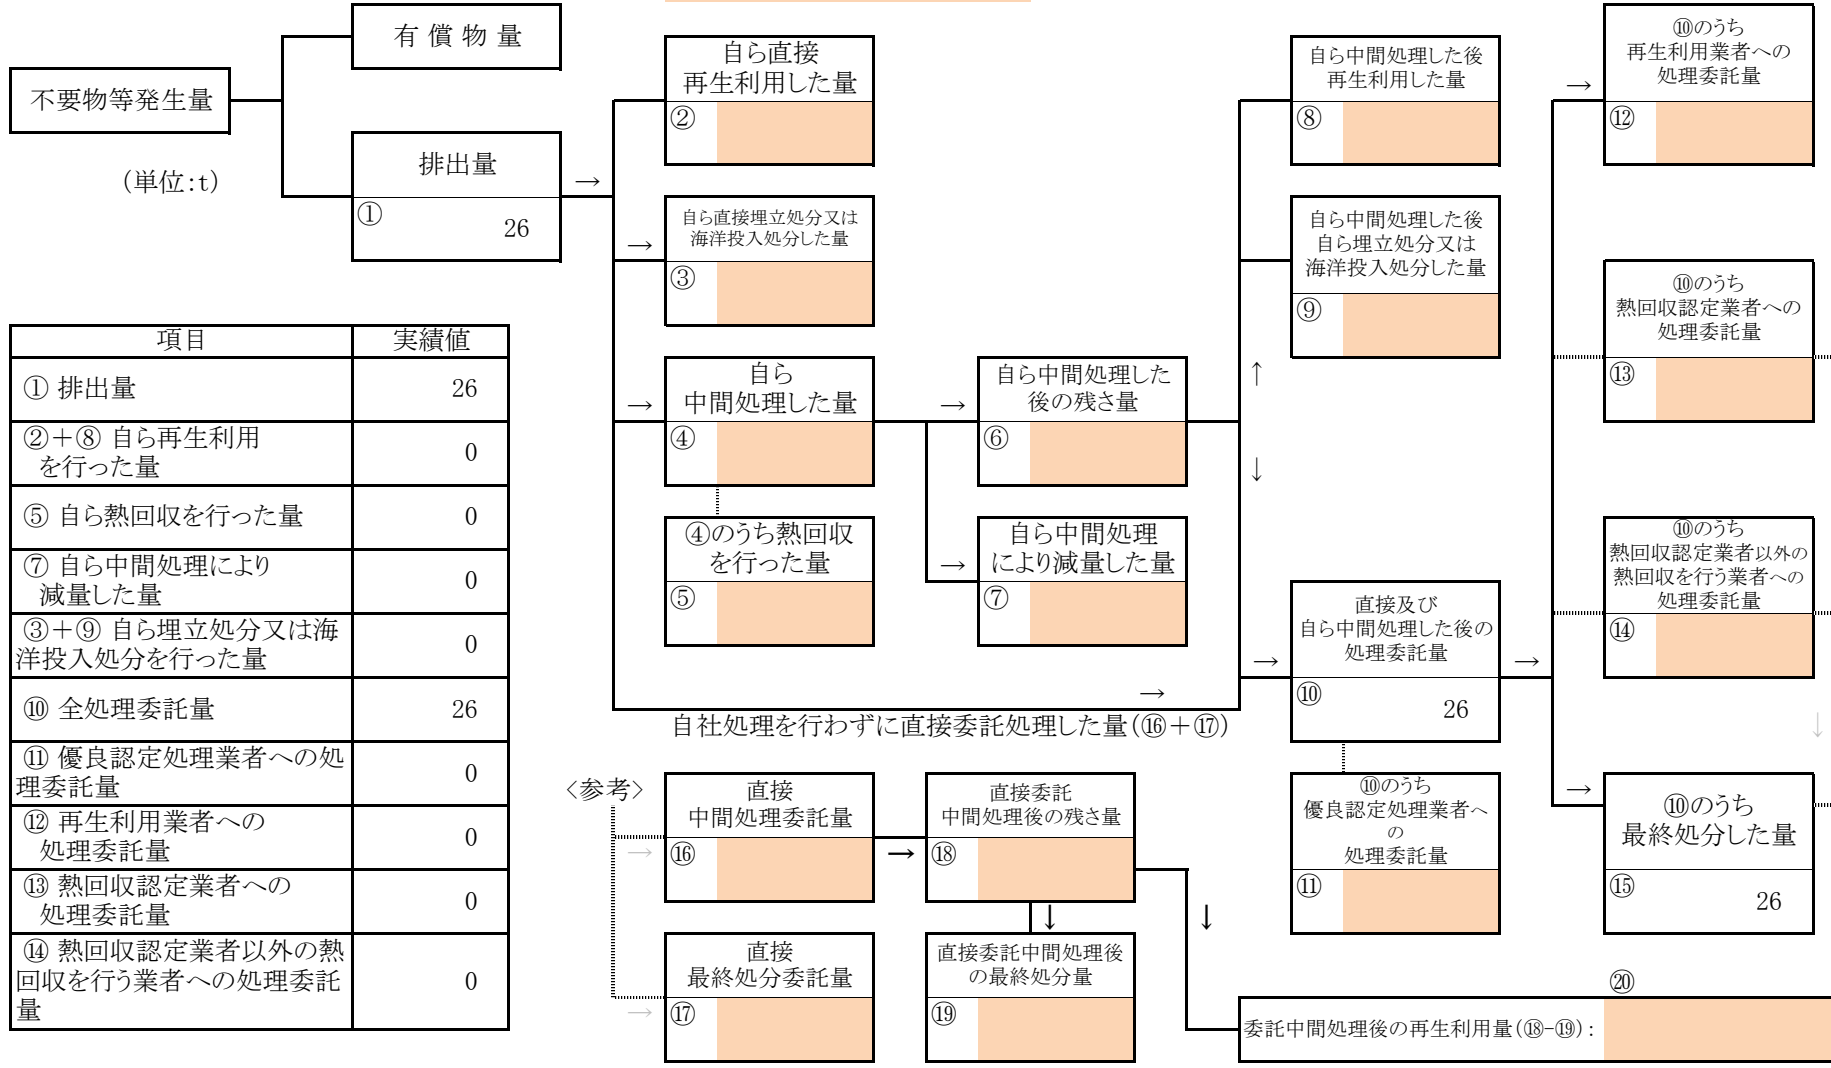 有 償 物 量
不要物等発生量
(単位:t)
排出量
①
26
→
自ら直接
再生利用した量
②
→
自ら直接埋立処分又は
海洋投入処分した量
③
→
自ら
中間処理した量
④
④のうち熱回収
を行った量
⑤
→
自ら中間処理した
後の残さ量
⑥
→
自ら中間処理
により減量した量
⑦
自ら中間処理した後
再生利用した量
⑧
自ら中間処理した後
自ら埋立処分又は
海洋投入処分した量
⑨
↑
↓
→
自社処理を行わずに直接委託処理した量(⑯+⑰)
→
直接及び
自ら中間処理した後の
処理委託量
⑩
26
→
⑩のうち
優良認定処理業者へ
の
処理委託量
⑪
→
⑩のうち
再生利用業者への
処理委託量
⑫
⑩のうち
熱回収認定業者への
処理委託量
⑬
⑩のうち
熱回収認定業者以外の
熱回収を行う業者への
処理委託量
⑭
↓
→
⑩のうち
最終処分した量
⑮
26
項目 実績値
① 排出量 26
②+⑧ 自ら再生利用
を行った量 0
⑤ 自ら熱回収を行った量 0
⑦ 自ら中間処理により
減量した量 0
③+⑨ 自ら埋立処分又は海
洋投入処分を行った量 0
⑩ 全処理委託量 26
⑪ 優良認定処理業者への処
理委託量 0
⑫ 再生利用業者への
処理委託量 0
⑬ 熱回収認定業者への
処理委託量 0
⑭ 熱回収認定業者以外の熱
回収を行う業者への処理委託 0
量
<参考>
→
直接
中間処理委託量
⑯
→
直接委託
中間処理後の残さ量
⑱
↓
↓
→
直接
最終処分委託量
⑰
直接委託中間処理後
の最終処分量
⑲
⑳
委託中間処理後の再生利用量(⑱-⑲):